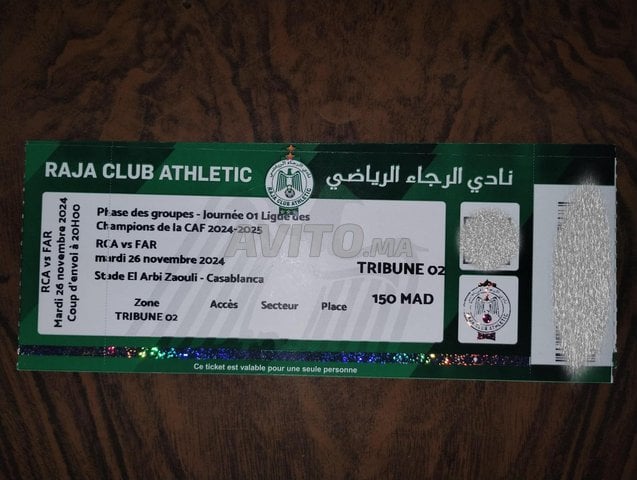 RAJA CLUB ATHLETIC
نادي الرجاء الرياضي
RCA vs FAR
Mardi 26 novembre 2024
Coup d'envoi à 20H00
Phase des groupes - Journée 01 Ligue des
Champions de la CAF 2024-2025
RCA vs FAR
mardi 26 novembre 2024
Stade El Arbi Zaouli - Casablanca
AVITO.MA
TRIBUNE 02
150 MAD
Zone Accès Secteur Place
TRIBUNE 02
RAJA CLUB ATHLETIC
Ce ticket est valable pour une seule personne